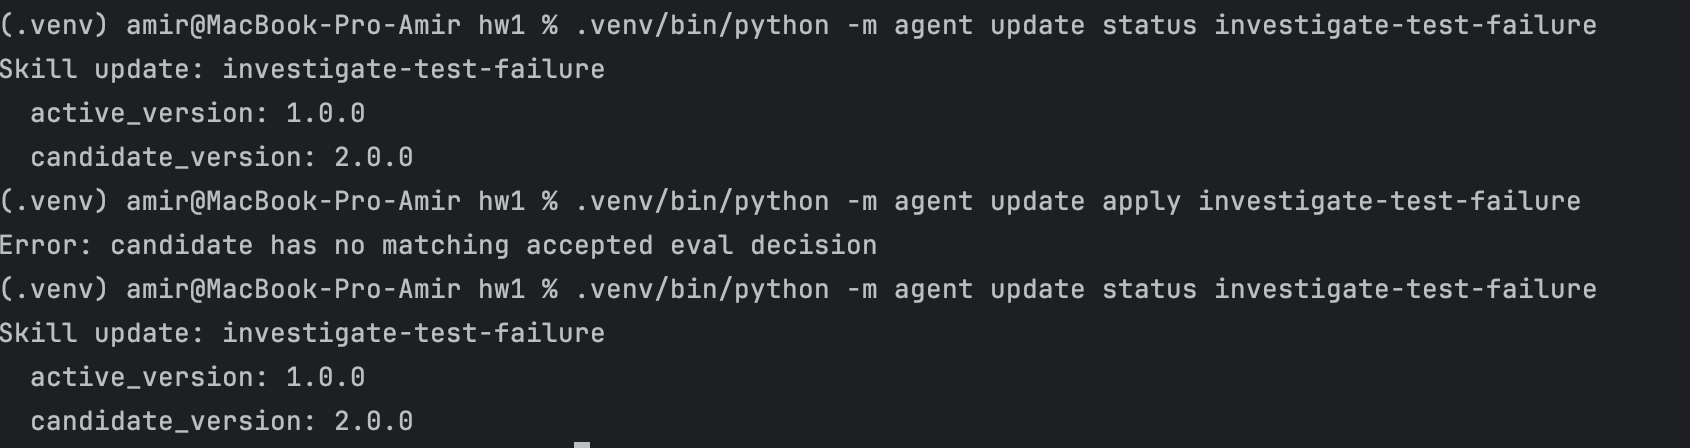 (.venv) amir@MacBook-Pro-Amir hw1 % .venv/bin/python -m agent update status investigate-test-failure
Skill update: investigate-test-failure
  active_version: 1.0.0
  candidate_version: 2.0.0
(.venv) amir@MacBook-Pro-Amir hw1 % .venv/bin/python -m agent update apply investigate-test-failure
Error: candidate has no matching accepted eval decision
(.venv) amir@MacBook-Pro-Amir hw1 % .venv/bin/python -m agent update status investigate-test-failure
Skill update: investigate-test-failure
  active_version: 1.0.0
  candidate_version: 2.0.0